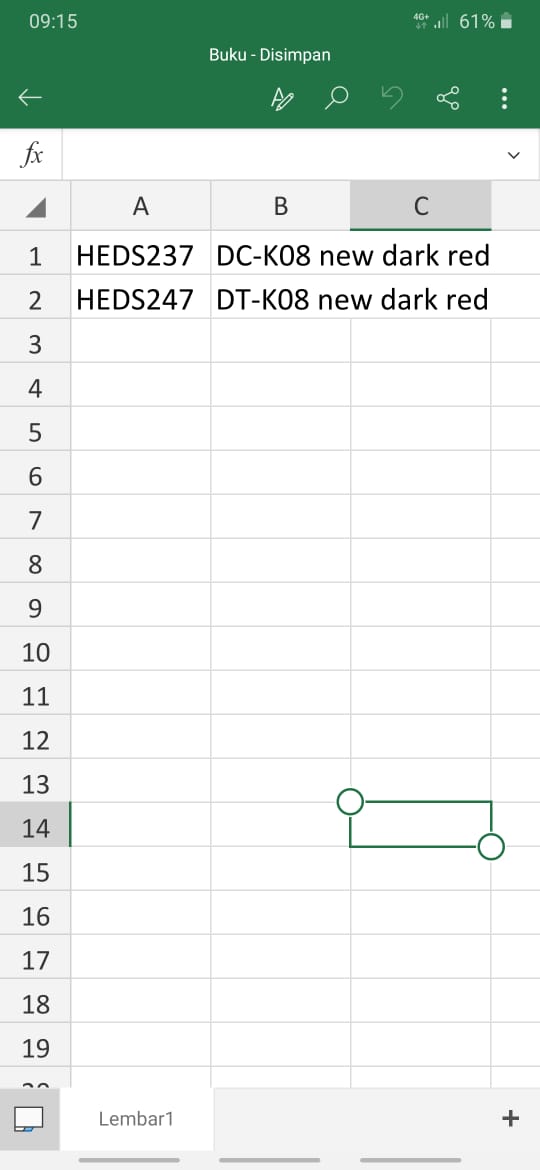 09:15 4G+ 61%
Buku - Disimpan
fx
A B C
1 HEDS237 DC-K08 new dark red
2 HEDS247 DT-K08 new dark red
3
4
5
6
7
8
9
10
11
12
13
14
15
16
17
18
19
Lembar1 +